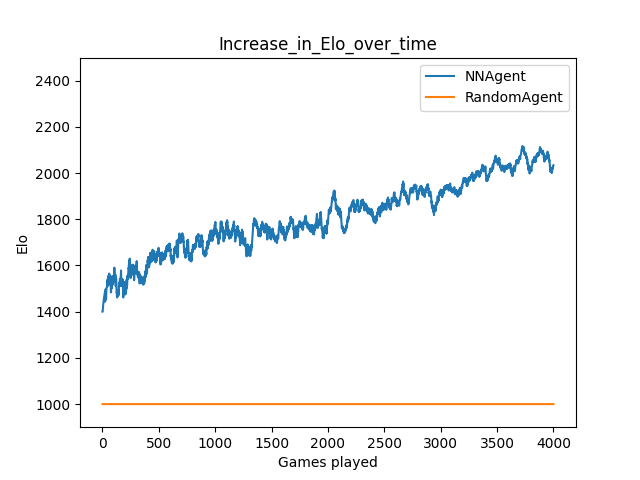 Increase_in_Elo_over_time
NNAgent
RandomAgent
2400
2200
2000
1800
1600
1400
1200
1000
Elo
0 500 1000 1500 2000 2500 3000 3500 4000
Games played